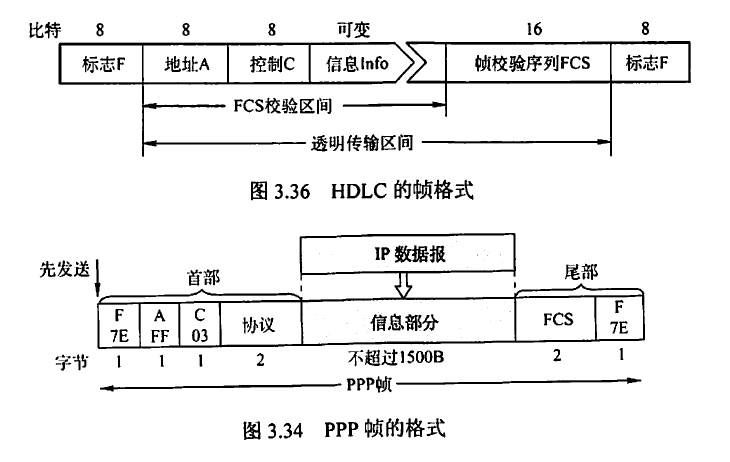 比特 8 8 8 可变 16 8
标志F 地址A 控制C 信息Info 帧校验序列FCS 标志F
FCS校验区间
透明传输区间
图 3.36 HDLC 的帧格式
IP 数据报
先发送 首部 尾部
F 7E A FF C 03 协议 信息部分 FCS F 7E
字节 1 1 1 2 不超过1500B 2 1
PPP帧
图 3.34 PPP 帧的格式